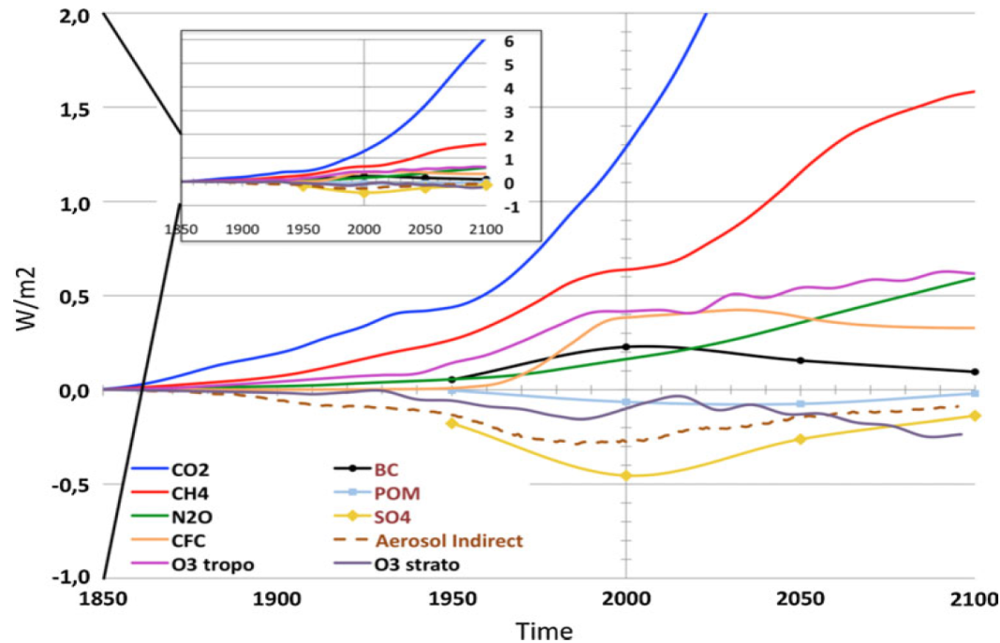 2,0
1,5
1,0
0,5
0,0
-0,5
-1,0
W/m2
6
5
4
3
2
1
0
-1
1850 1900 1950 2000 2050 2100
CO2 BC
CH4 POM
N2O SO4
CFC Aerosol Indirect
O3 tropo O3 strato
1850 1900 1950 2000 2050 2100
Time